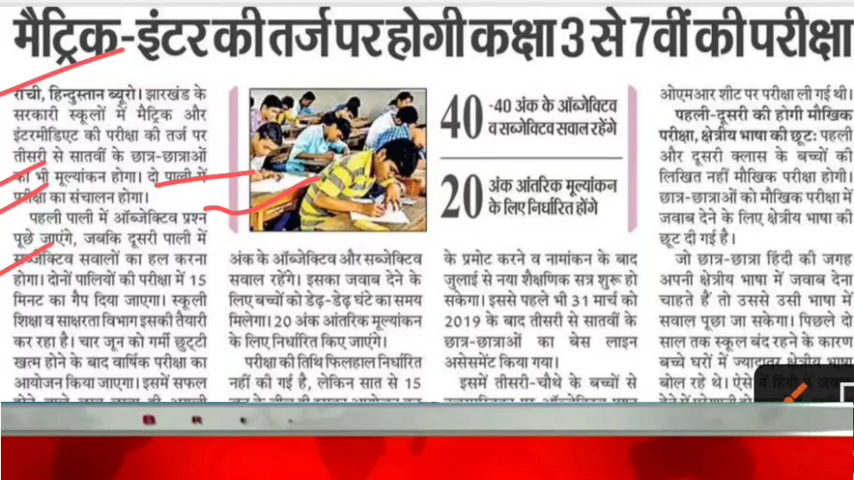 मैट्रिक-इंटर की तर्ज पर होगी कक्षा 3 से 7वीं की परीक्षा
रांची, हिन्दुस्तान ब्यूरो। झारखंड के
सरकारी स्कूलों में मैट्रिक और
इंटरमीडिएट की परीक्षा की तर्ज पर
तीसरी से सातवीं के छात्र-छात्राओं
का भी मूल्यांकन होगा। दो पाली में
परीक्षा का संचालन होगा।
पहली पाली में ऑब्जेक्टिव प्रश्न
पूछे जाएंगे, जबकि दूसरी पाली में
सब्जेक्टिव सवालों का हल करना
होगा। दोनों पालियों की परीक्षा में 15
मिनट का गैप दिया जाएगा। स्कूली
शिक्षा व साक्षरता विभाग इसकी तैयारी
कर रहा है। चार जून को गर्मी छुट्टी
खत्म होने के बाद वार्षिक परीक्षा का
आयोजन किया जाएगा। इसमें सफल
40 -40 अंक के ऑब्जेक्टिव
व सब्जेक्टिव सवाल रहेंगे
20 अंक आंतरिक मूल्यांकन
के लिए निर्धारित होंगे
अंक के ऑब्जेक्टिव और सब्जेक्टिव
सवाल रहेंगे। इसका जवाब देने के
लिए बच्चों को डेढ़-डेढ़ घंटे का समय
मिलेगा। 20 अंक आंतरिक मूल्यांकन
के लिए निर्धारित किए जाएंगे।
परीक्षा की तिथि फिलहाल निर्धारित
नहीं की गई है, लेकिन सात से 15
के प्रमोट करने व नामांकन के बाद
जुलाई से नया शैक्षणिक सत्र शुरू हो
सकेगा। इससे पहले भी 31 मार्च को
2019 के बाद तीसरी से सातवीं के
छात्र-छात्राओं का बेस लाइन
असेसमेंट किया गया।
इसमें तीसरी-चौथे के बच्चों से
ओएमआर शीट पर परीक्षा ली गई थी।
पहली-दूसरी की होगी मौखिक
परीक्षा, क्षेत्रीय भाषा की छूट: पहली
और दूसरी क्लास के बच्चों की
लिखित नहीं मौखिक परीक्षा होगी।
छात्र-छात्राओं को मौखिक परीक्षा में
जवाब देने के लिए क्षेत्रीय भाषा की
छूट दी गई है।
जो छात्र-छात्रा हिंदी की जगह
अपनी क्षेत्रीय भाषा में जवाब देना
चाहते हैं तो उससे उसी भाषा में
सवाल पूछा जा सकेगा। पिछले दो
साल तक स्कूल बंद रहने के कारण
बच्चे घरों में ज्यादातर क्षेत्रीय भाषा
बोल रहे थे। ऐसे में हिंदी में